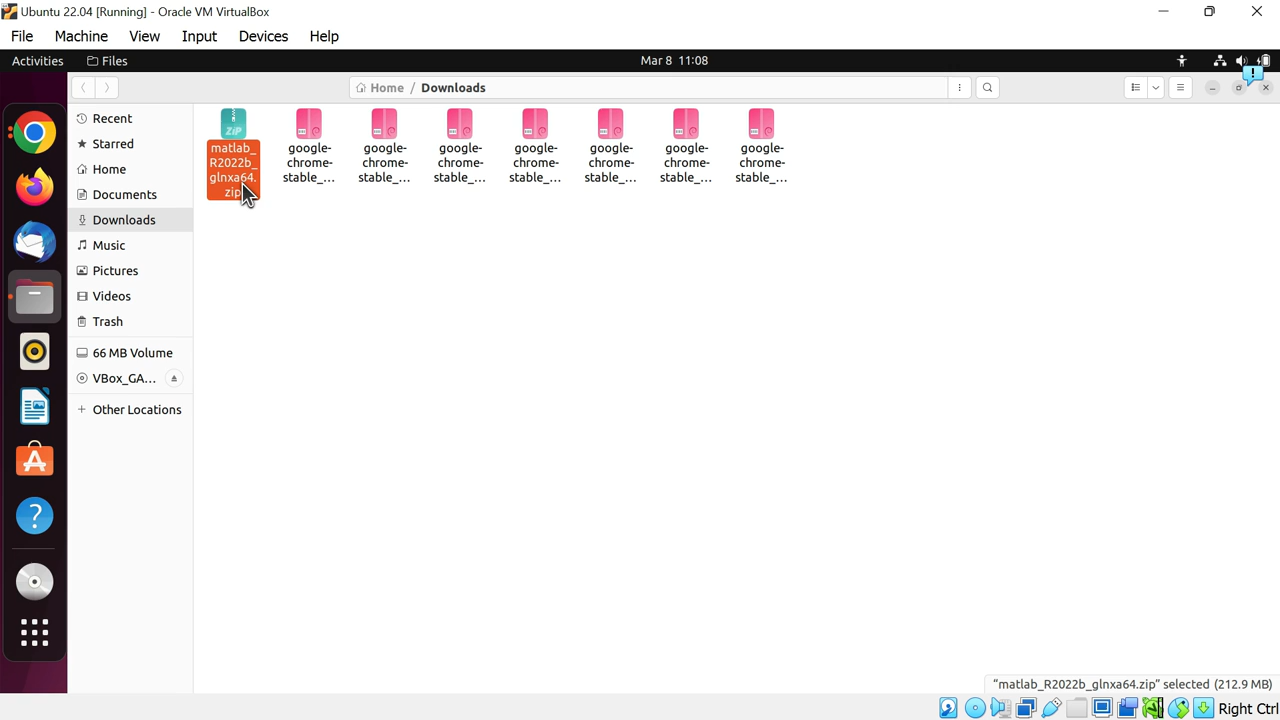 Ubuntu 22.04 [Running] - Oracle VM VirtualBox
File Machine View Input Devices Help
Activities Files Mar 8 11:08
Home / Downloads
Recent
Starred
Home
Documents
Downloads
Music
Pictures
Videos
Trash
66 MB Volume
VBox_GA...
+ Other Locations
ZIP
matlab_
R2022b_
glnxa64.
zip
google-
chrome-
stable_...
google-
chrome-
stable_...
google-
chrome-
stable_...
google-
chrome-
stable_...
google-
chrome-
stable_...
google-
chrome-
stable_...
google-
chrome-
stable_...
"matlab_R2022b_glnxa64.zip" selected (212.9 MB)
Right Ctrl